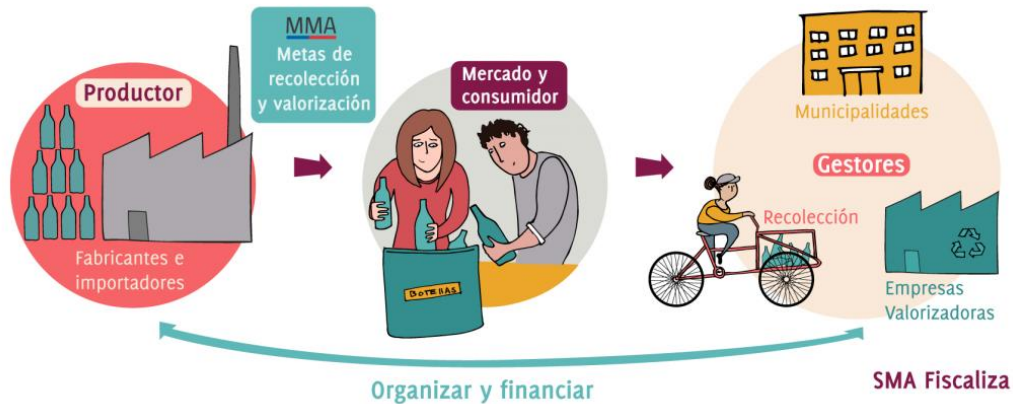 Productor
Fabricantes e
importadores
MMA
Metas de
recolección
y valorización
Mercado y
consumidor
BOTELLAS
Municipalidades
Gestores
Recolección
Empresas
Valorizadoras
Organizar y financiar
SMA Fiscaliza